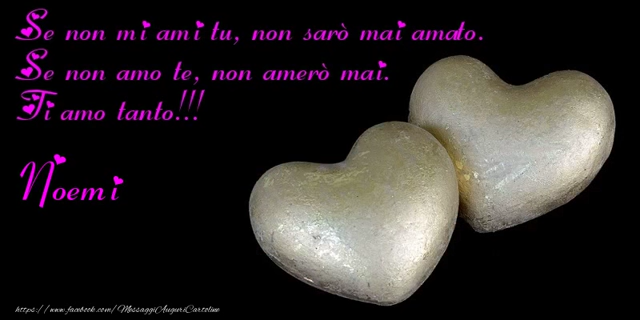 Se non mi ami tu, non sarò mai amato.
Se non amo te, non amerò mai.
Ti amo tanto!!!
Noemi
https://www.facebook.com/MessaggiAuguriCartoline